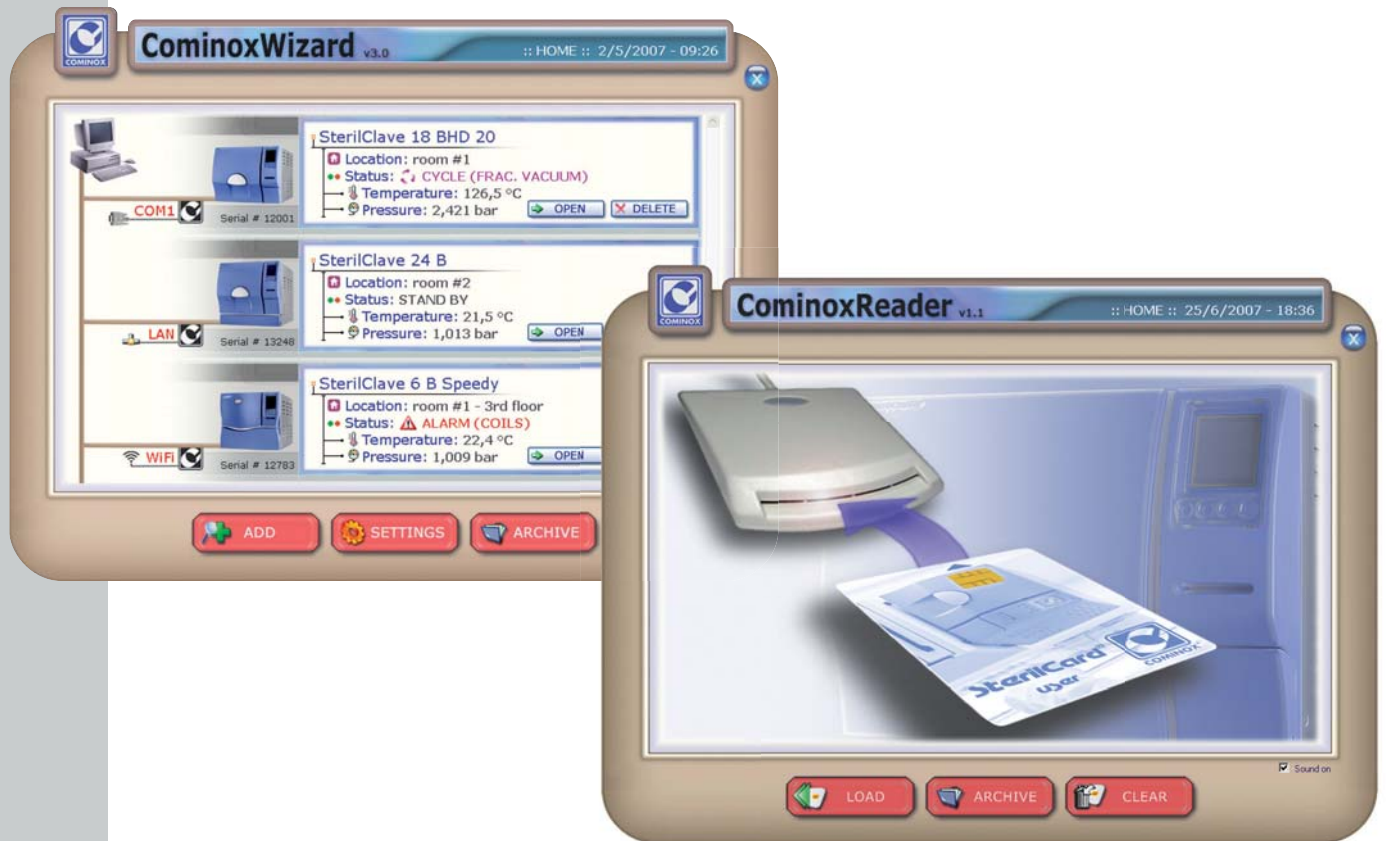 COMINOX
CominoxWizard v3.0
:: HOME :: 2/5/2007 - 09:26
X
SterilClave 18 BHD 20
Location: room #1
Status: CYCLE (FRAC. VACUUM)
Temperature: 126,5 °C
Pressure: 2,421 bar
OPEN
DELETE
COM1
Serial # 12001
SterilClave 24 B
Location: room #2
Status: STAND BY
Temperature: 21,5 °C
Pressure: 1,013 bar
OPEN
LAN
Serial # 13248
SterilClave 6 B Speedy
Location: room #1 - 3rd floor
Status: ALARM (COILS)
Temperature: 22,4 °C
Pressure: 1,009 bar
OPEN
WiFi
Serial # 12783
ADD
SETTINGS
ARCHIVE
COMINOX
CominoxReader v1.1
:: HOME :: 25/6/2007 - 18:36
X
SterilCard
user
COMINOX
Sound on
LOAD
ARCHIVE
CLEAR